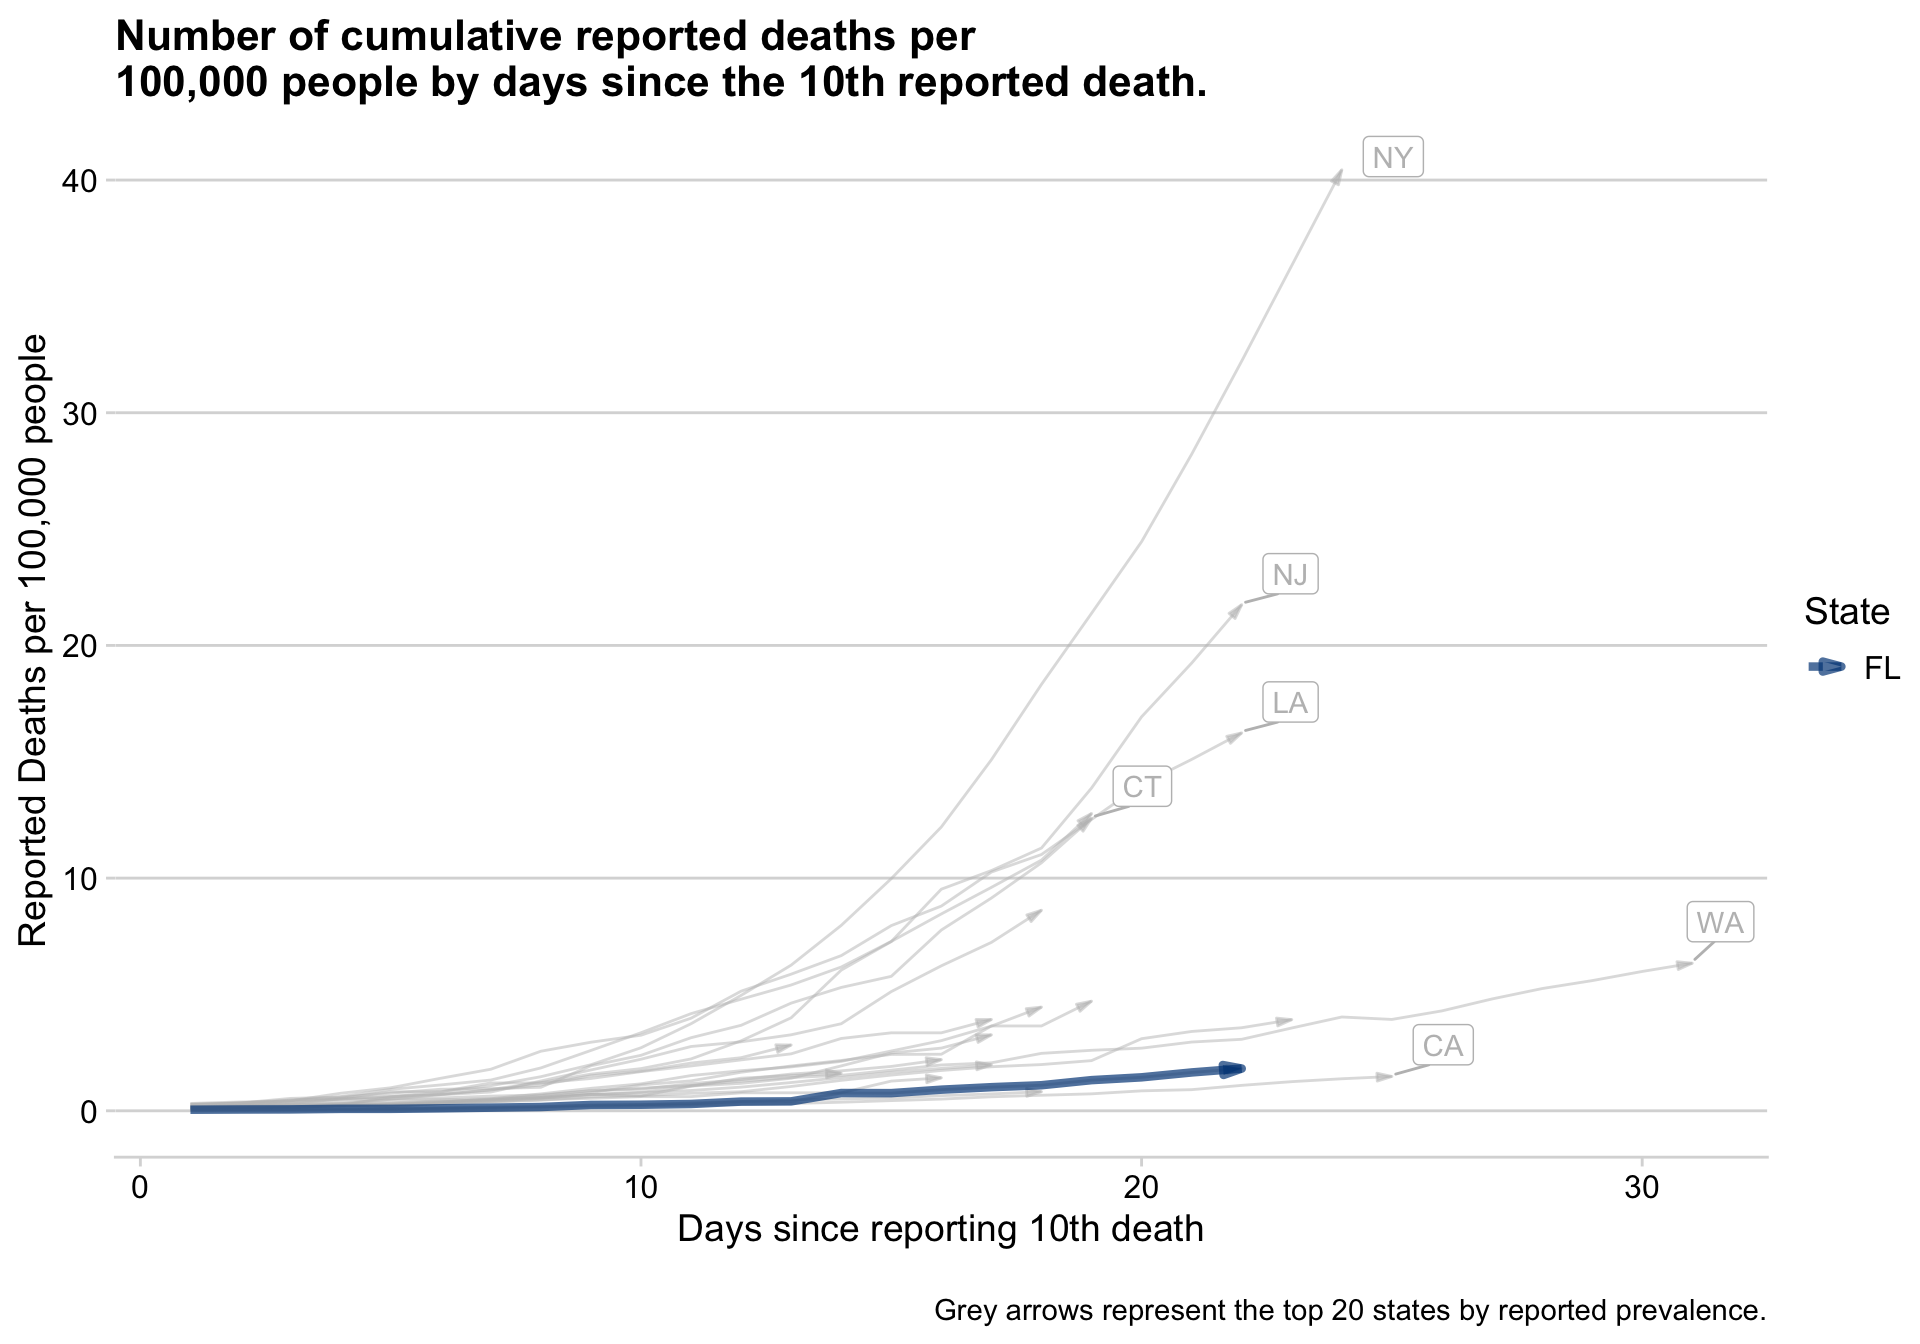 Number of cumulative reported deaths per
100,000 people by days since the 10th reported death.
Reported Deaths per 100,000 people
40
30
20
10
0
NY
NJ
LA
CT
WA
CA
State
FL
0
10
20
30
Days since reporting 10th death
Grey arrows represent the top 20 states by reported prevalence.